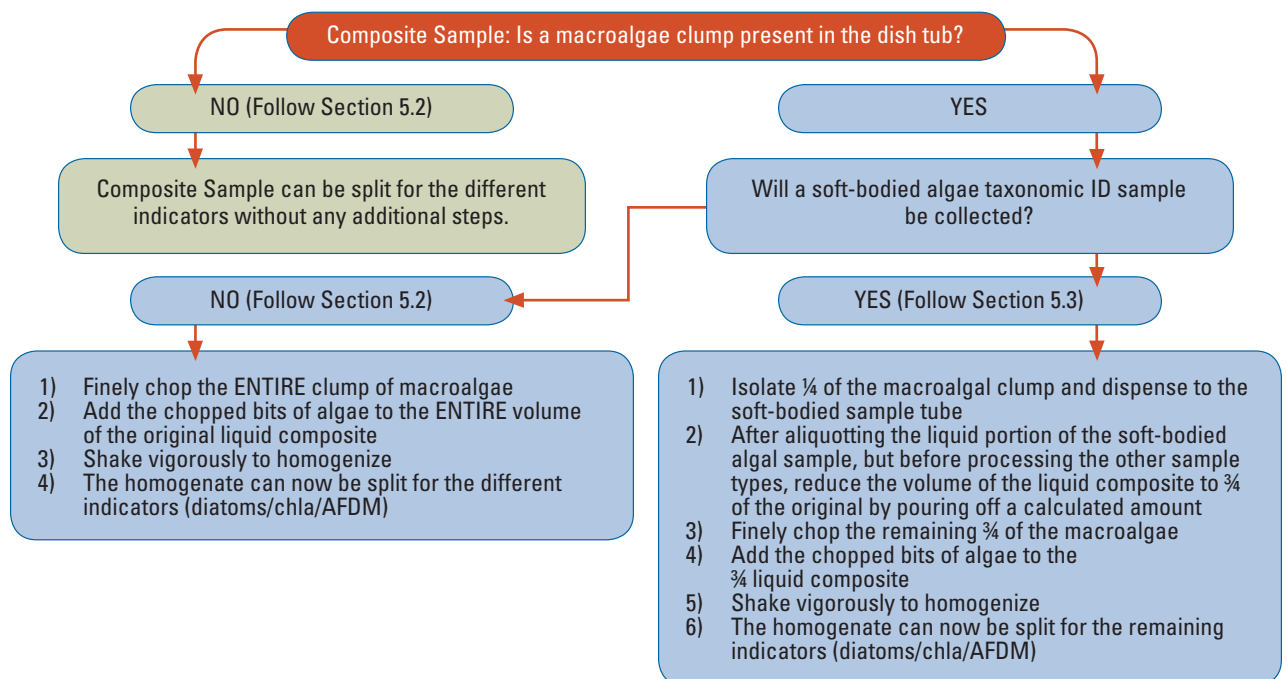 Composite Sample: Is a macroalgae clump present in the dish tub?
NO (Follow Section 5.2)
YES
Composite Sample can be split for the different
indicators without any additional steps.
Will a soft-bodied algae taxonomic ID sample
be collected?
NO (Follow Section 5.2)
YES (Follow Section 5.3)
1) Finely chop the ENTIRE clump of macroalgae
2) Add the chopped bits of algae to the ENTIRE volume
of the original liquid composite
3) Shake vigorously to homogenize
4) The homogenate can now be split for the different
indicators (diatoms/chla/AFDM)
1) Isolate ¼ of the macroalgal clump and dispense to the
soft-bodied sample tube
2) After aliquotting the liquid portion of the soft-bodied
algal sample, but before processing the other sample
types, reduce the volume of the liquid composite to ¾
of the original by pouring off a calculated amount
3) Finely chop the remaining ¾ of the macroalgae
4) Add the chopped bits of algae to the
¾ liquid composite
5) Shake vigorously to homogenize
6) The homogenate can now be split for the remaining
indicators (diatoms/chla/AFDM)